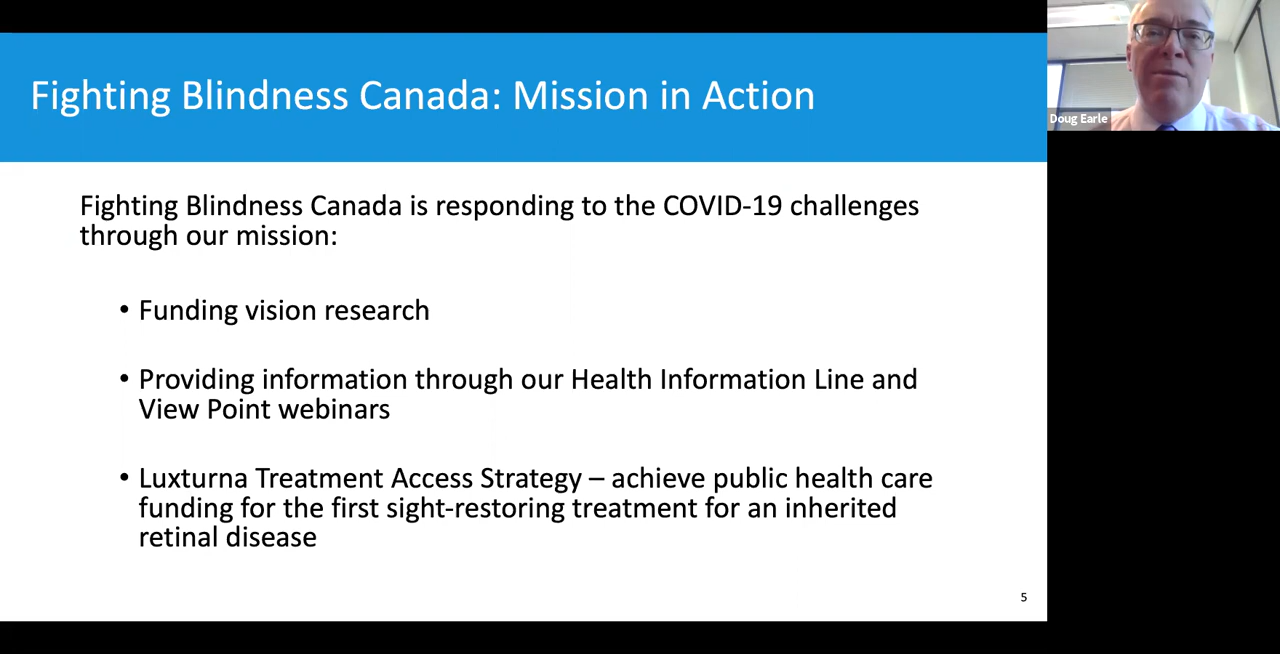 Fighting Blindness Canada: Mission in Action
Doug Earle
Fighting Blindness Canada is responding to the COVID-19 challenges
through our mission:
• Funding vision research
• Providing information through our Health Information Line and
View Point webinars
• Luxturna Treatment Access Strategy – achieve public health care
funding for the first sight-restoring treatment for an inherited
retinal disease
5